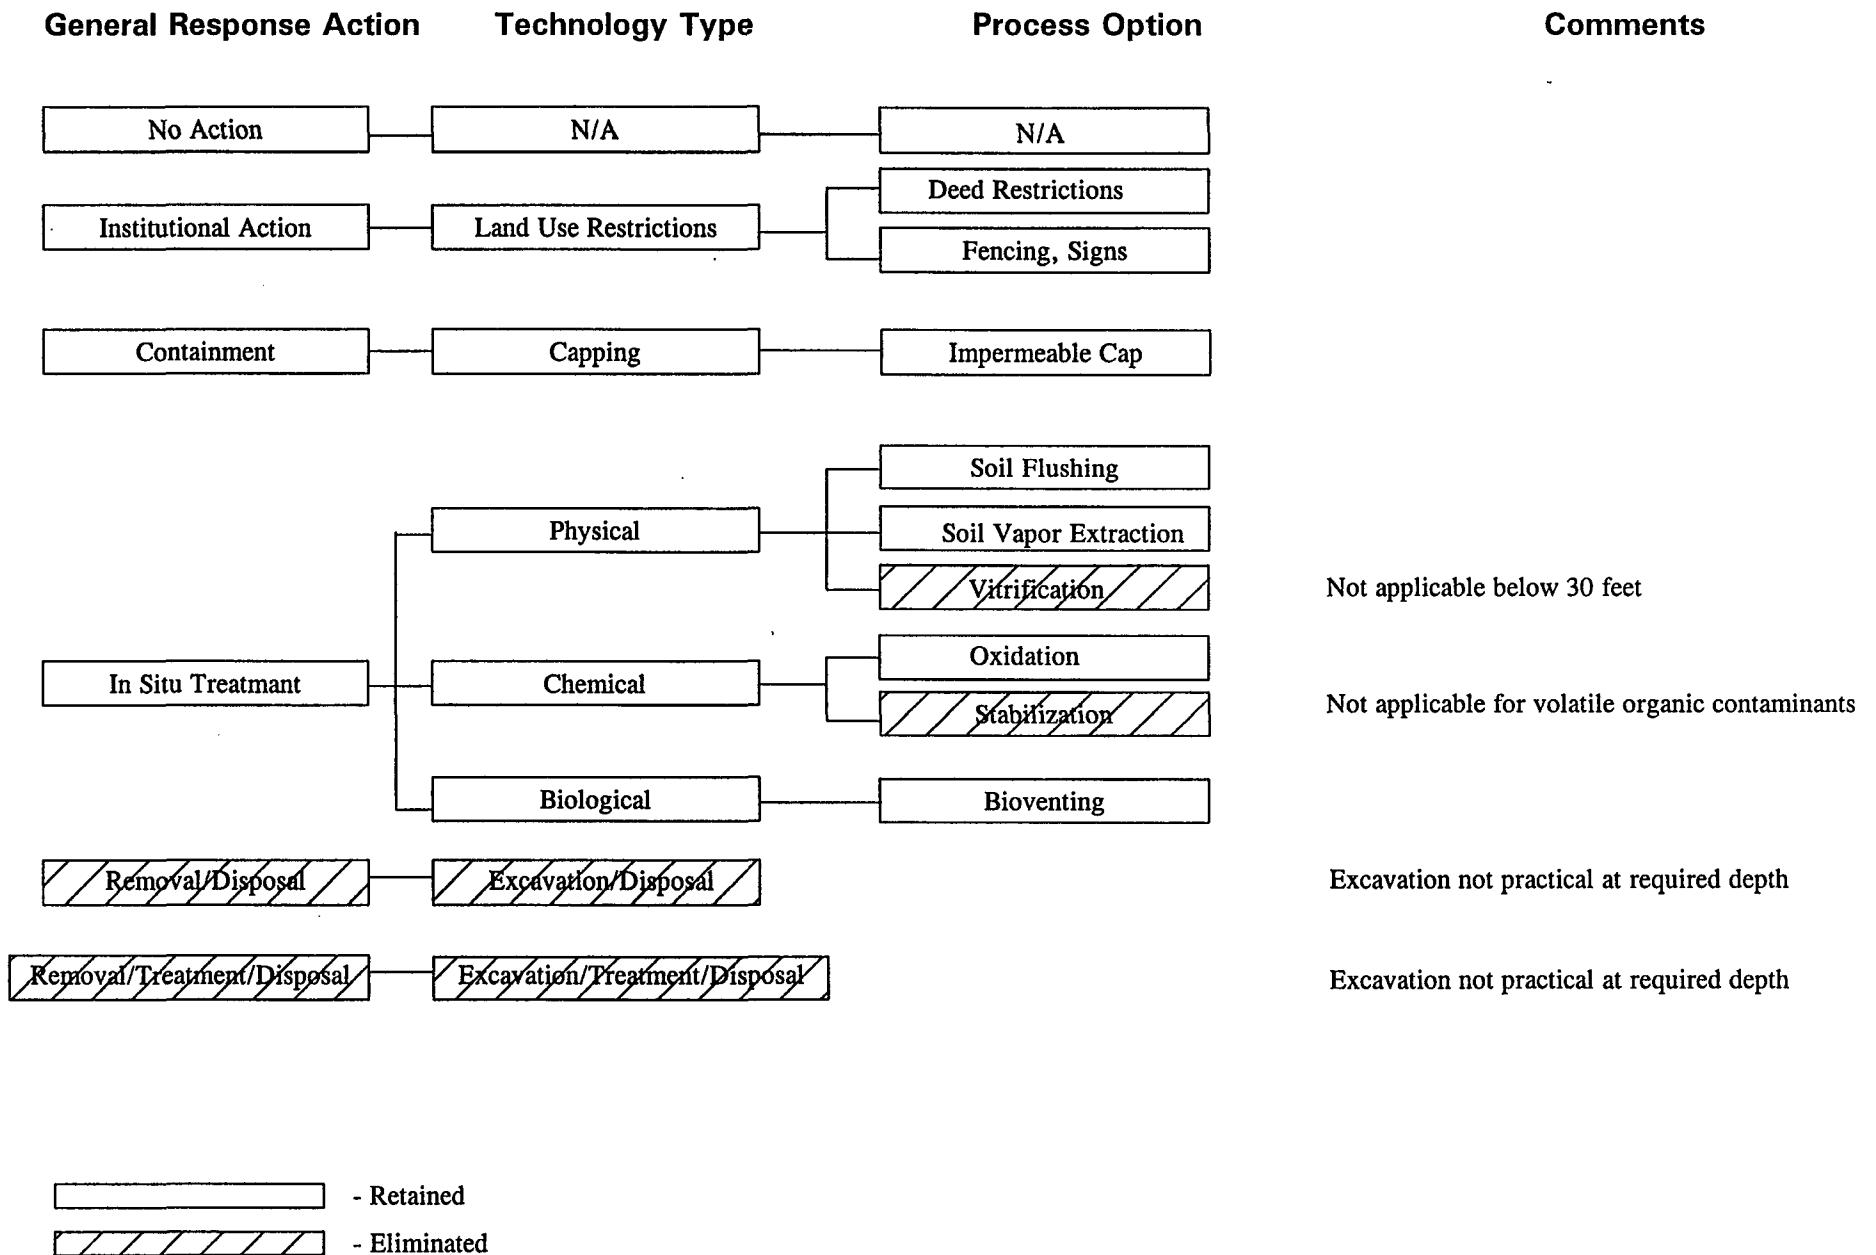 General Response Action Technology Type Process Option Comments
No Action N/A N/A
Deed Restrictions
Institutional Action Land Use Restrictions
Fencing, Signs
Containment Capping Impermeable Cap
Soil Flushing
Physical Soil Vapor Extraction
Vitrification Not applicable below 30 feet
Oxidation
In Situ Treatmant Chemical
Stabilization Not applicable for volatile organic contaminants
Biological Bioventing
Removal/Disposal Excavation/Disposal Excavation not practical at required depth
Removal/Treatment/Disposal Excavation/Treatment/Disposal Excavation not practical at required depth
- Retained
- Eliminated